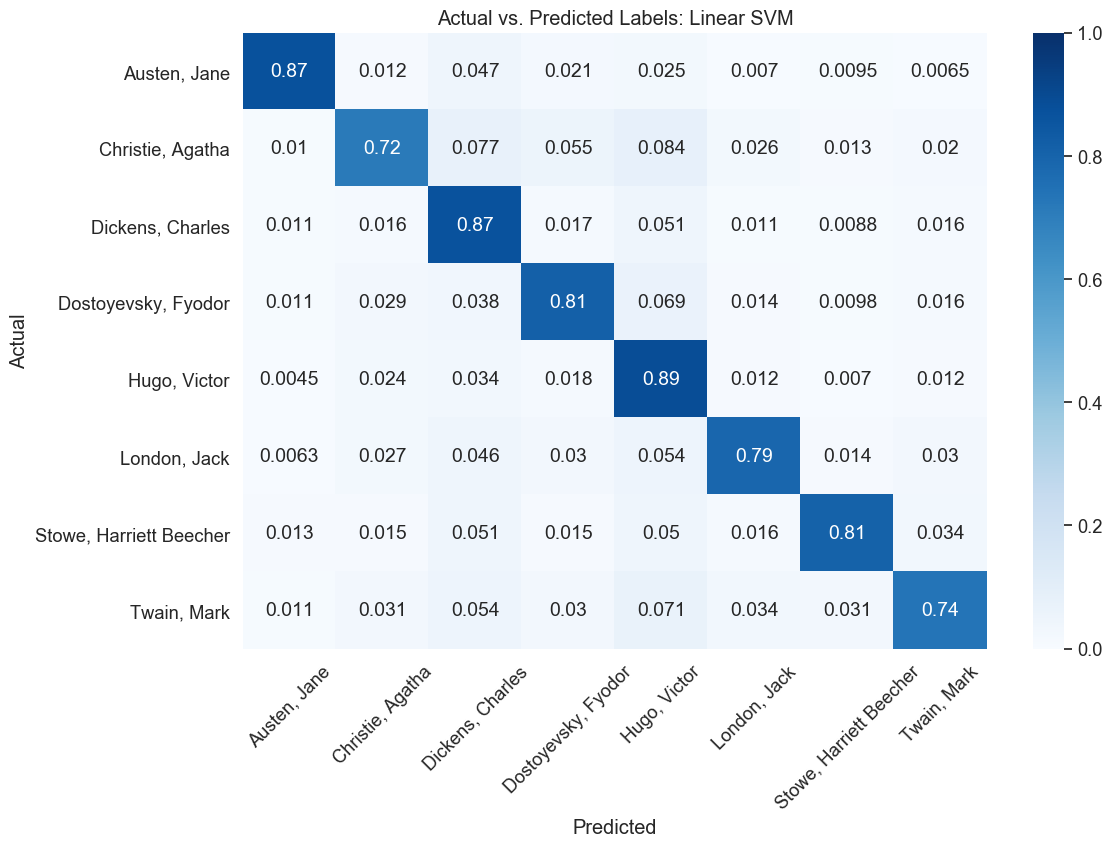 Actual vs. Predicted Labels: Linear SVM
Actual
Austen, Jane 0.87 0.012 0.047 0.021 0.025 0.007 0.0095 0.0065
Christie, Agatha 0.01 0.72 0.077 0.055 0.084 0.026 0.013 0.02
Dickens, Charles 0.011 0.016 0.87 0.017 0.051 0.011 0.0088 0.016
Dostoyevsky, Fyodor 0.011 0.029 0.038 0.81 0.069 0.014 0.0098 0.016
Hugo, Victor 0.0045 0.024 0.034 0.018 0.89 0.012 0.007 0.012
London, Jack 0.0063 0.027 0.046 0.03 0.054 0.79 0.014 0.03
Stowe, Harriett Beecher 0.013 0.015 0.051 0.015 0.05 0.016 0.81 0.034
Twain, Mark 0.011 0.031 0.054 0.03 0.071 0.034 0.031 0.74
Austen, Jane
Christie, Agatha
Dickens, Charles
Dostoyevsky, Fyodor
Hugo, Victor
London, Jack
Stowe, Harriett Beecher
Twain, Mark
Predicted
1.0
0.8
0.6
0.4
0.2
0.0